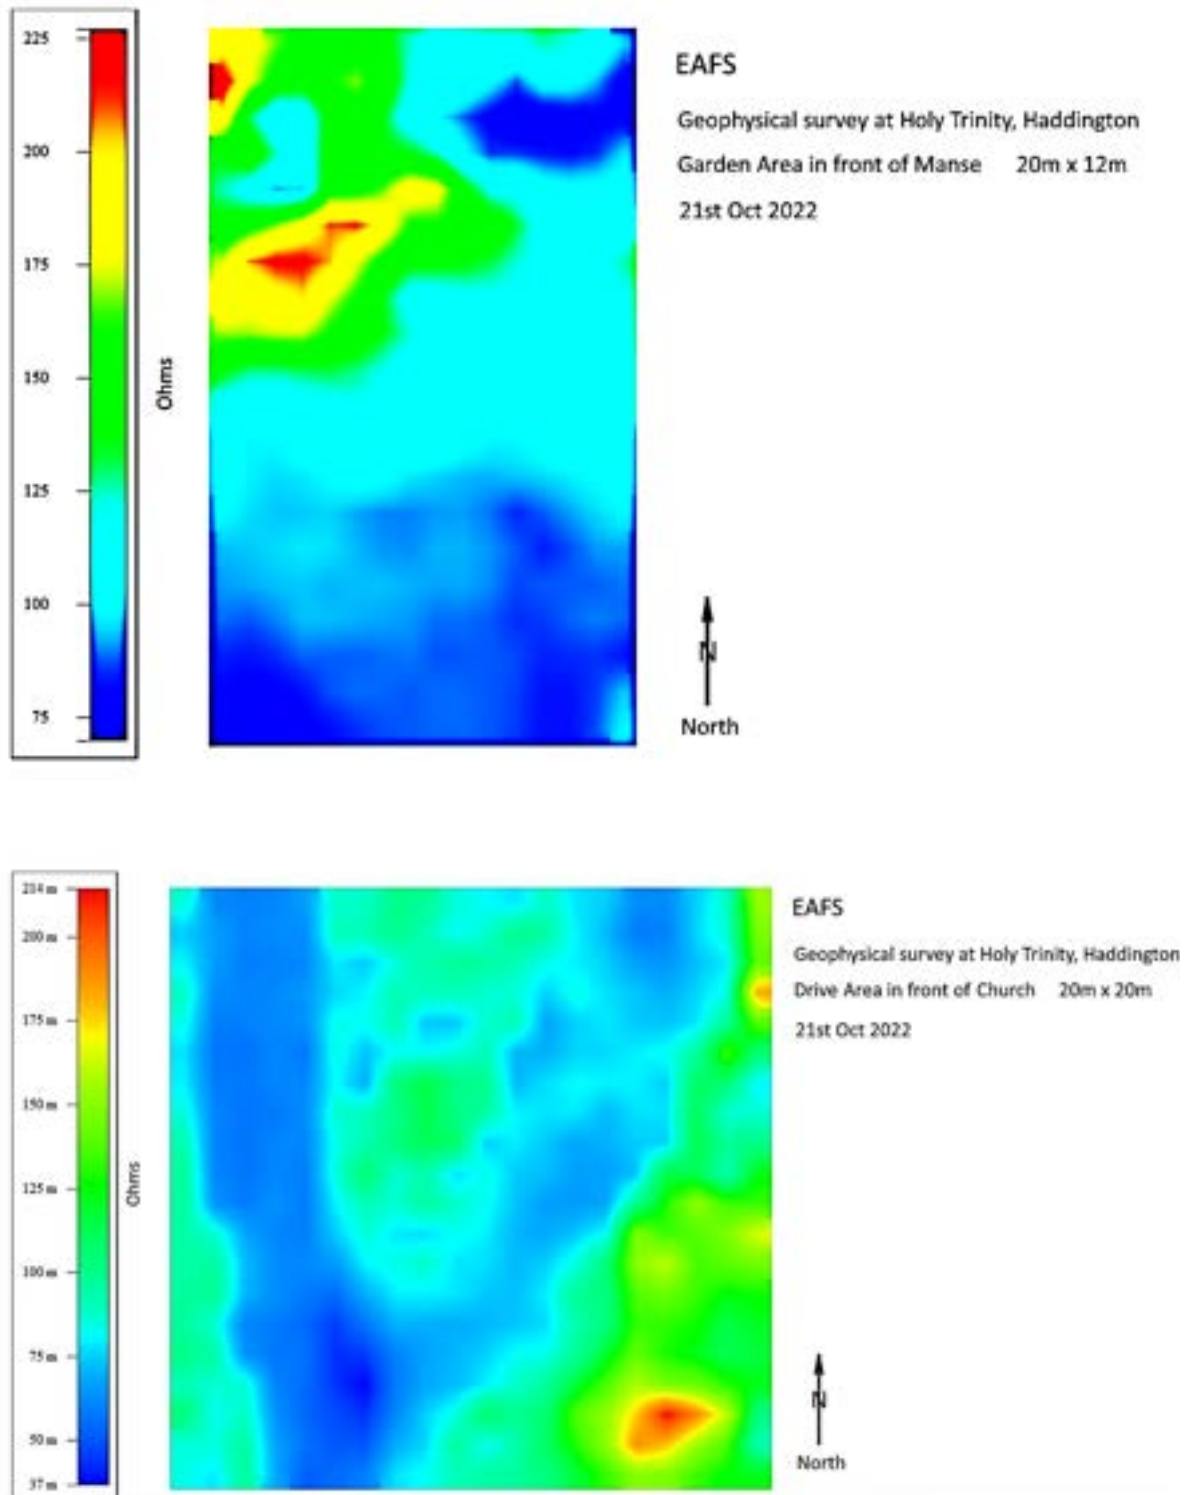 225
200
175
150
125
100
75
Ohms
EAFS
Geophysical survey at Holy Trinity, Haddington
Garden Area in front of Manse 20m x 12m
21st Oct 2022
N
North
214 m
200 m
175 m
150 m
125 m
100 m
75 m
50 m
37 m
Ohms
EAFS
Geophysical survey at Holy Trinity, Haddington
Drive Area in front of Church 20m x 20m
21st Oct 2022
N
North